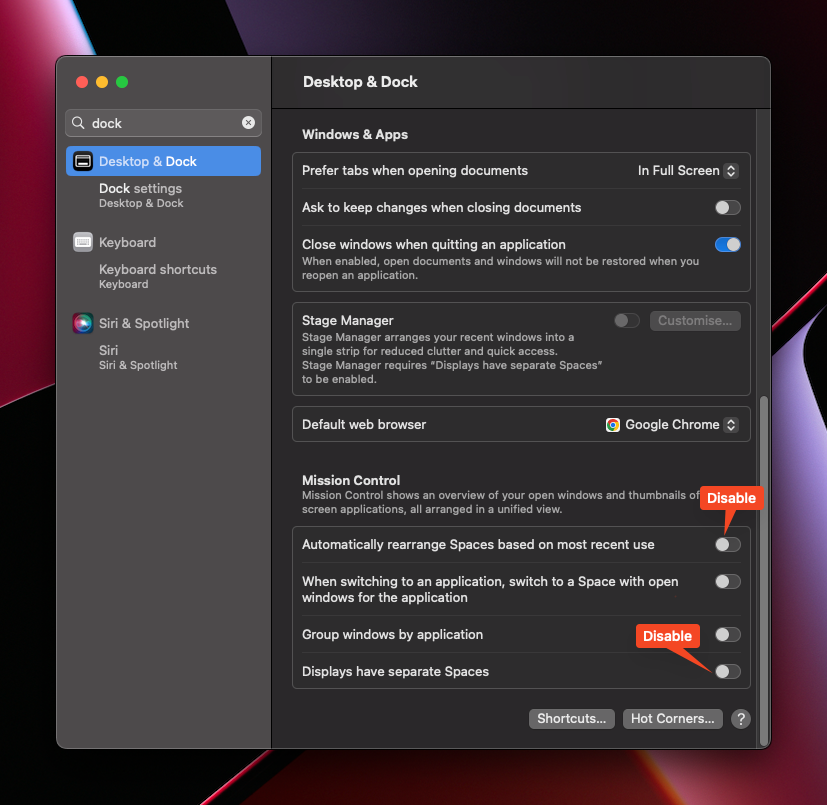 Desktop & Dock
dock
Desktop & Dock
Dock settings
Desktop & Dock
Keyboard
Keyboard shortcuts
Keyboard
Siri & Spotlight
Siri
Siri & Spotlight
Windows & Apps
Prefer tabs when opening documents In Full Screen
Ask to keep changes when closing documents
Close windows when quitting an application
When enabled, open documents and windows will not be restored when you
reopen an application.
Stage Manager Customise...
Stage Manager arranges your recent windows into a
single strip for reduced clutter and quick access.
Stage Manager requires “Displays have separate Spaces”
to be enabled.
Default web browser Google Chrome
Mission Control
Mission Control shows an overview of your open windows and thumbnails of
screen applications, all arranged in a unified view.
Disable
Automatically rearrange Spaces based on most recent use
When switching to an application, switch to a Space with open
windows for the application
Group windows by application
Disable
Displays have separate Spaces
Shortcuts... Hot Corners... ?